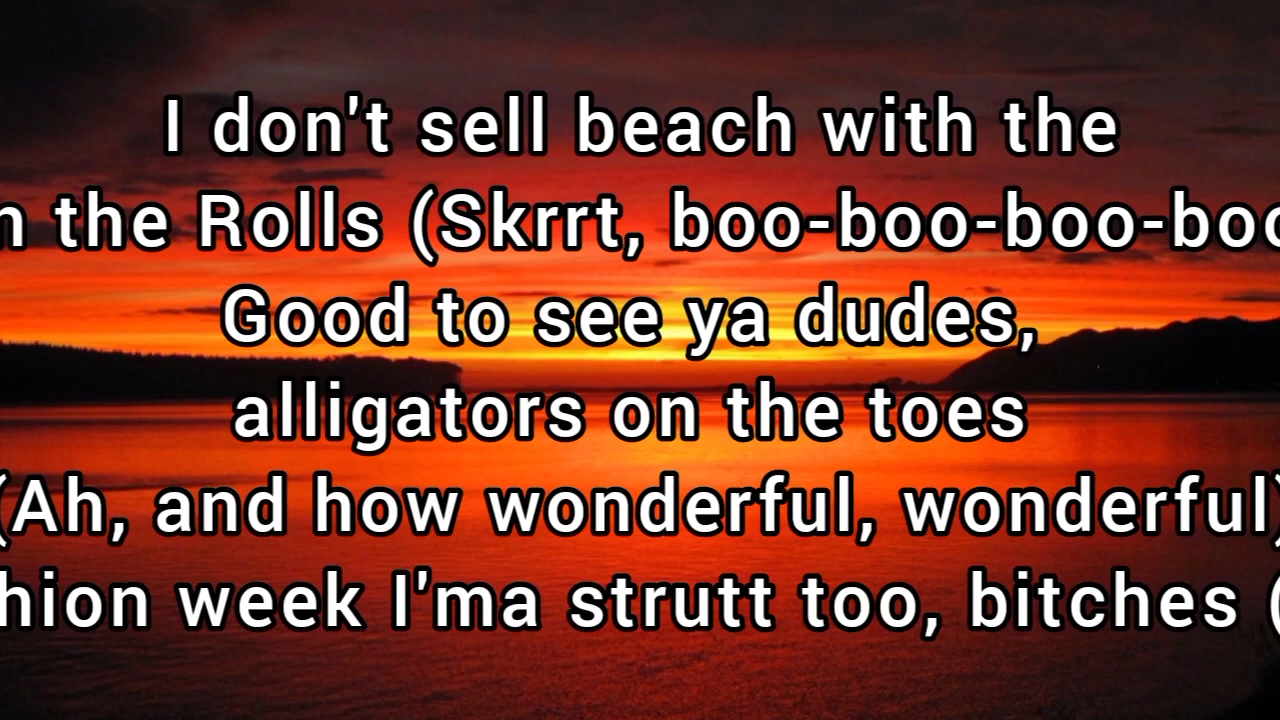 I don't sell beach with the
the Rolls (Skrrt, boo-boo-boo-boo
Good to see ya dudes,
alligators on the toes
(Ah, and how wonderful, wonderful)
hion week I'ma strutt too, bitches (